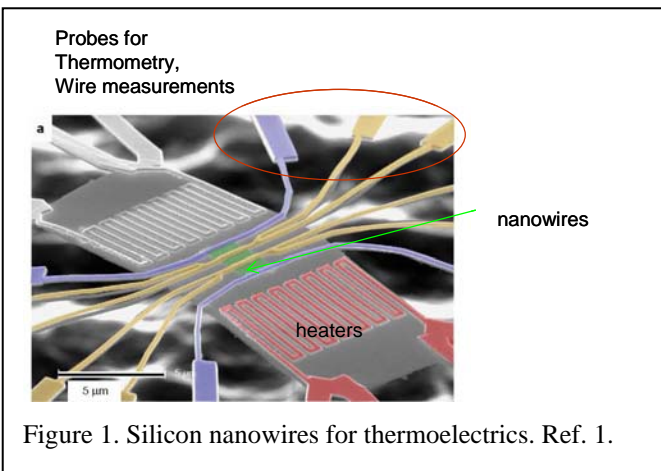 Probes for
Thermometry,
Wire measurements
a
nanowires
heaters
5 µm
Figure 1. Silicon nanowires for thermoelectrics. Ref. 1.